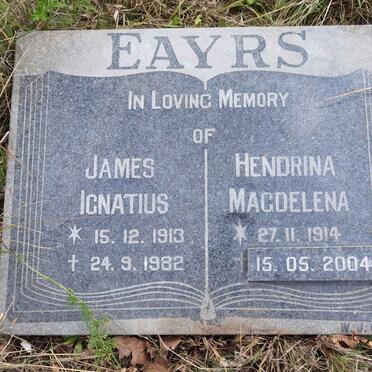 EAYRS
IN LOVING MEMORY
OF
JAMES
IGNATIUS
* 15. 12. 1913
† 24. 9. 1982
HENDRINA
MAGDELENA
* 27. 11. 1914
† 15. 05. 2004